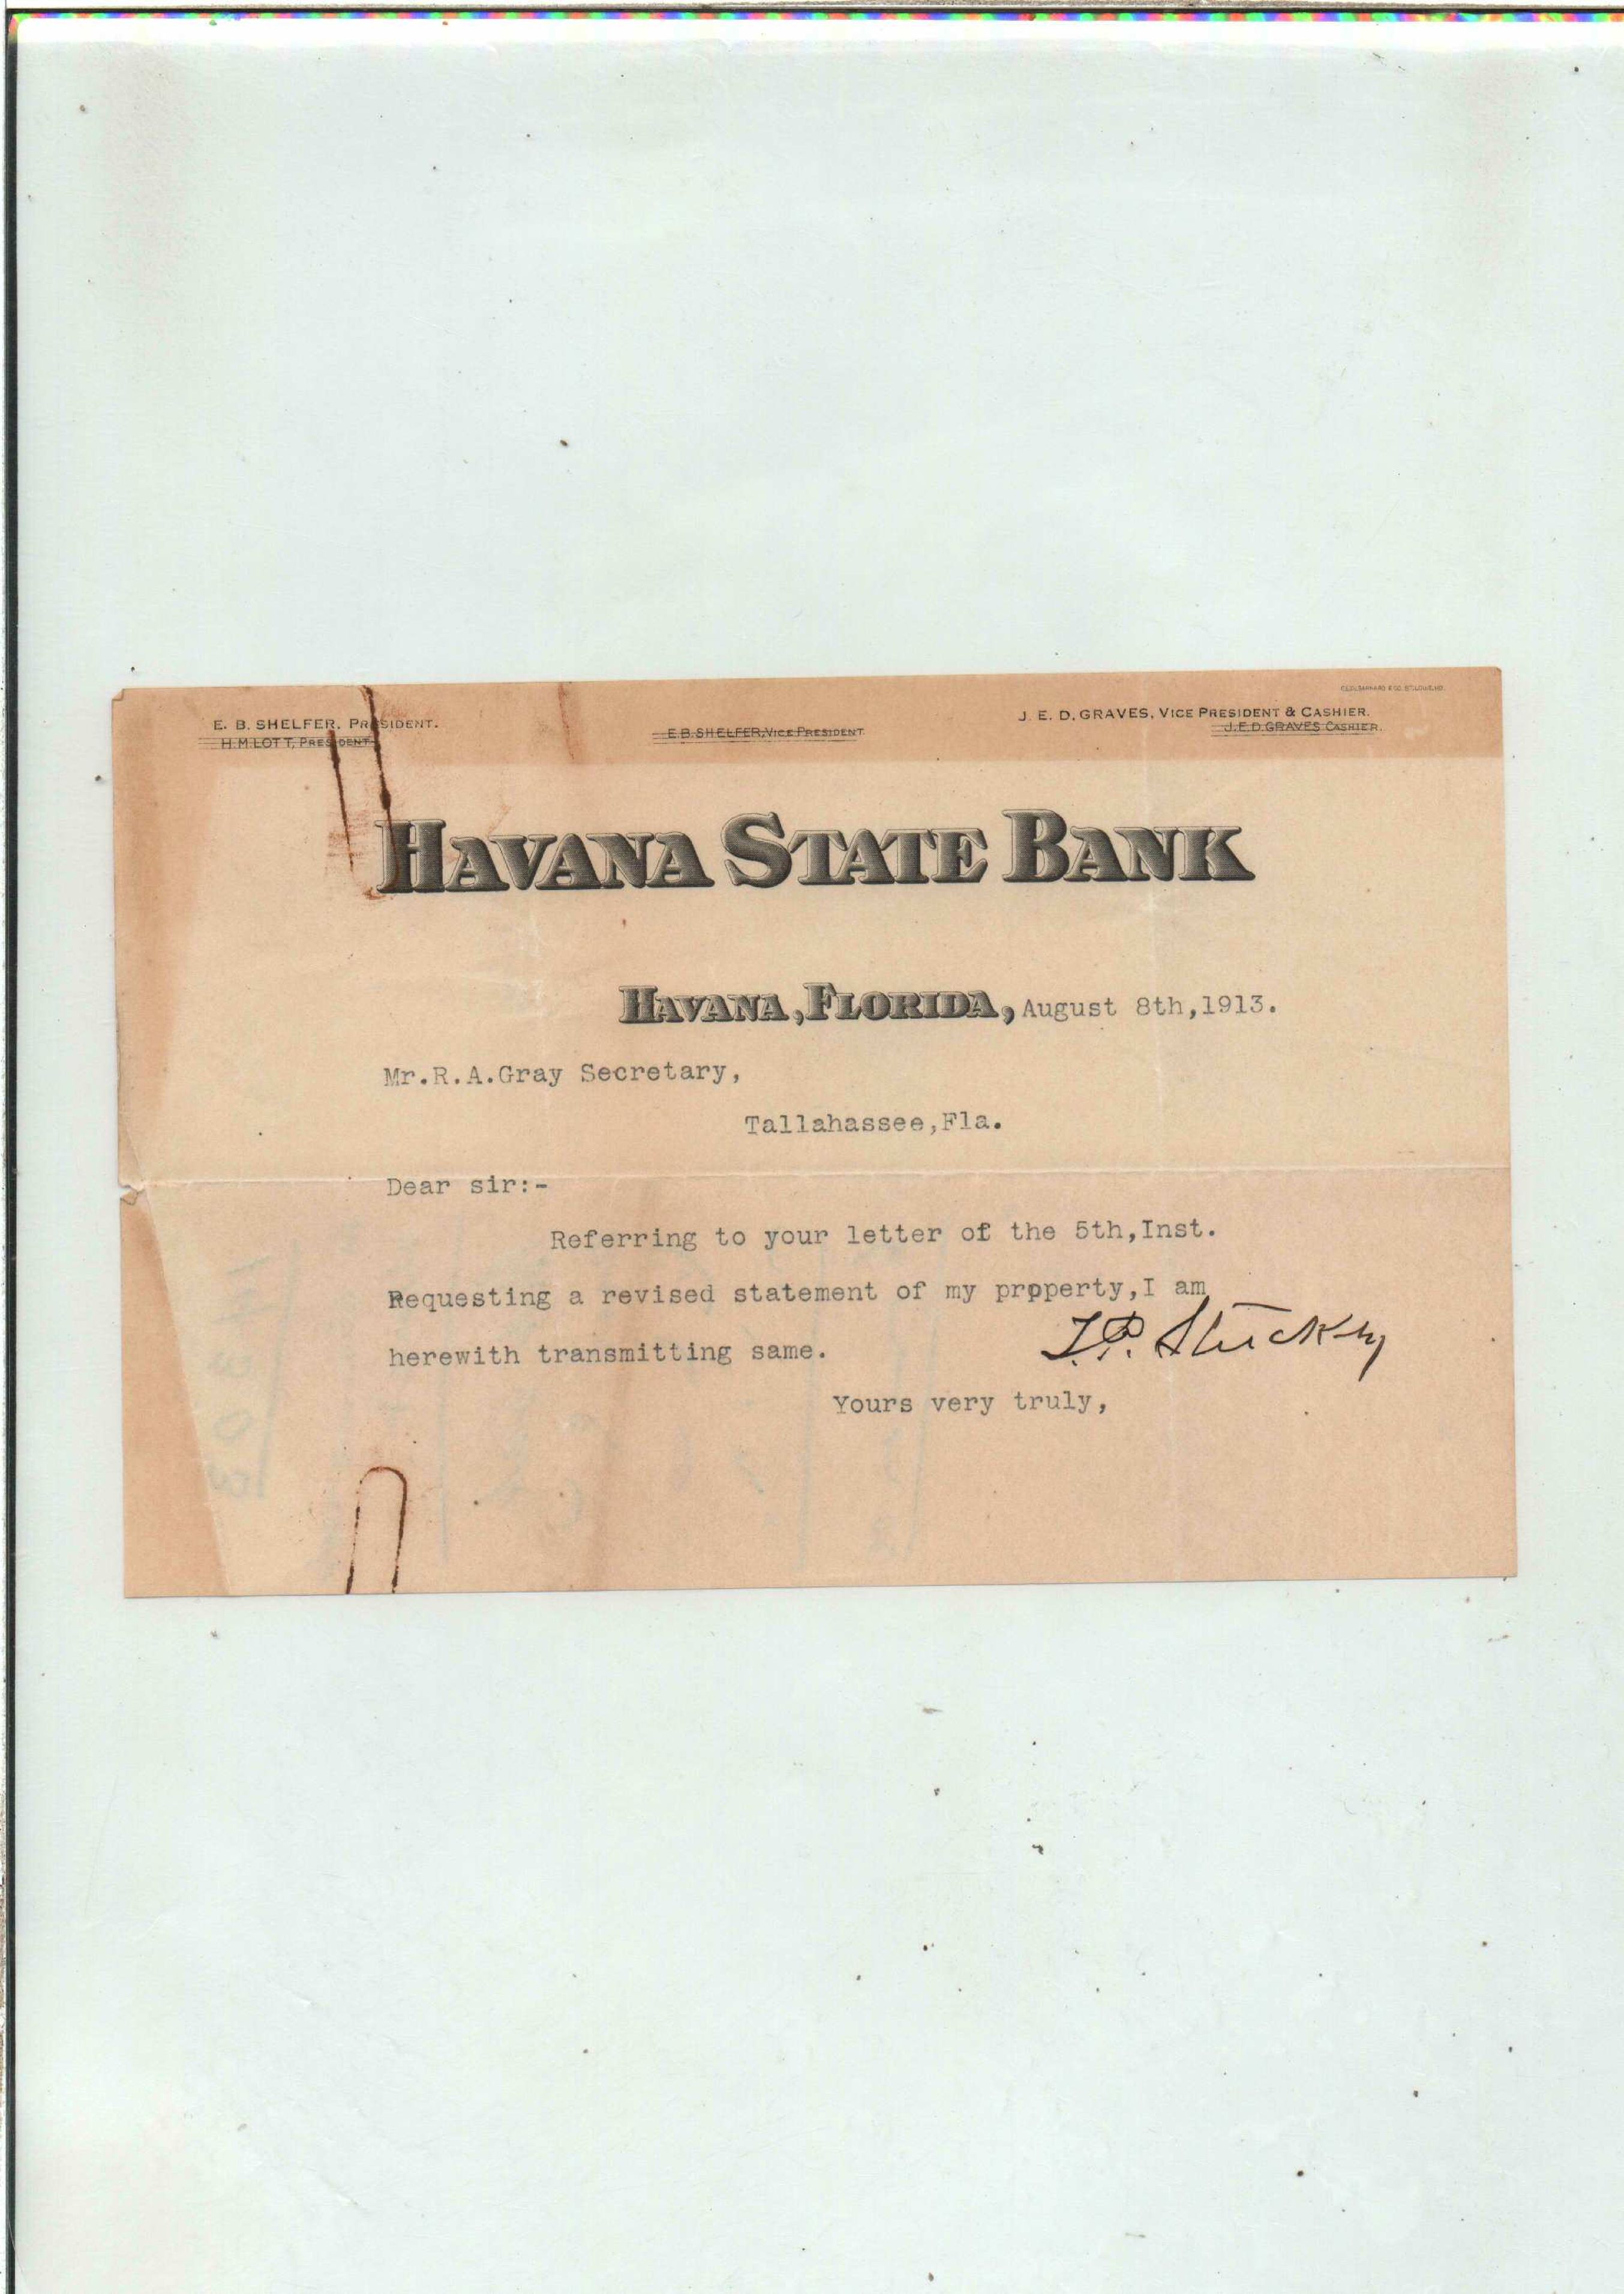 E. B. SHELFER, PRESIDENT.
H.M.LOTT, PRESIDENT
E.B.SHELFER, VICE PRESIDENT
J. E. D. GRAVES, VICE PRESIDENT & CASHIER.
J.E.D.GRAVES CASHIER.
HAVANA STATE BANK
HAVANA, FLORIDA, August 8th,1913.
Mr.R.A.Gray Secretary,
Tallahassee,Fla.
Dear sir:-
Referring to your letter of the 5th,Inst.
Requesting a revised statement of my property,I am
herewith transmitting same.
Yours very truly,
Stuckey